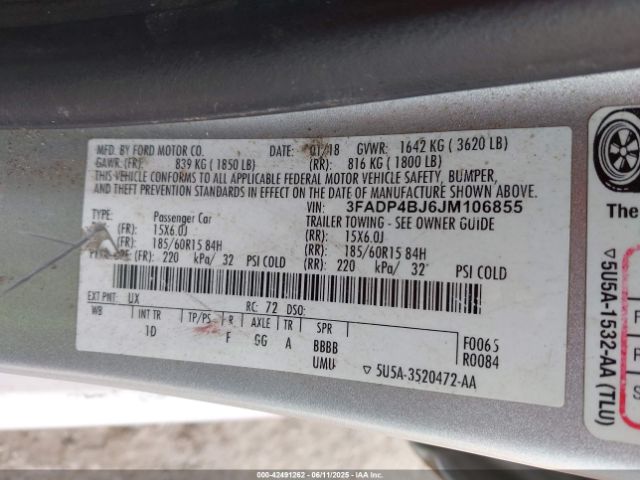 MFD. BY FORD MOTOR CO. DATE: 01/18 GVWR: 1642 KG ( 3620 LB)
GAWR: (FR): 839 KG ( 1850 LB) (RR): 816 KG ( 1800 LB)
THIS VEHICLE CONFORMS TO ALL APPLICABLE FEDERAL MOTOR VEHICLE SAFETY, BUMPER,
AND THEFT PREVENTION STANDARDS IN EFFECT ON THE DATE OF MANUFACTURE SHOWN ABOVE.
VIN: 3FADP4BJ6JM106855
TYPE: Passenger Car TRAILER TOWING - SEE OWNER GUIDE
(FR): 15X6.0J (RR): 15X6.0J
(FR): 185/60R15 84H (RR): 185/60R15 84H
(FR): 220 kPa/ 32 PSI COLD (RR): 220 kPa/ 32 PSI COLD
EXT PNT: UX RC: 72 DSO:
WB INT TR TP/PS R AXLE TR SPR
1D F GG A BBBB F0065
UMU R0084
▽5U5A-3520472-AA
The
▽5U5A-1532-AA (TLU)
F
F
S
000-42491262 - 06/11/2025 - Copyright © IAA.